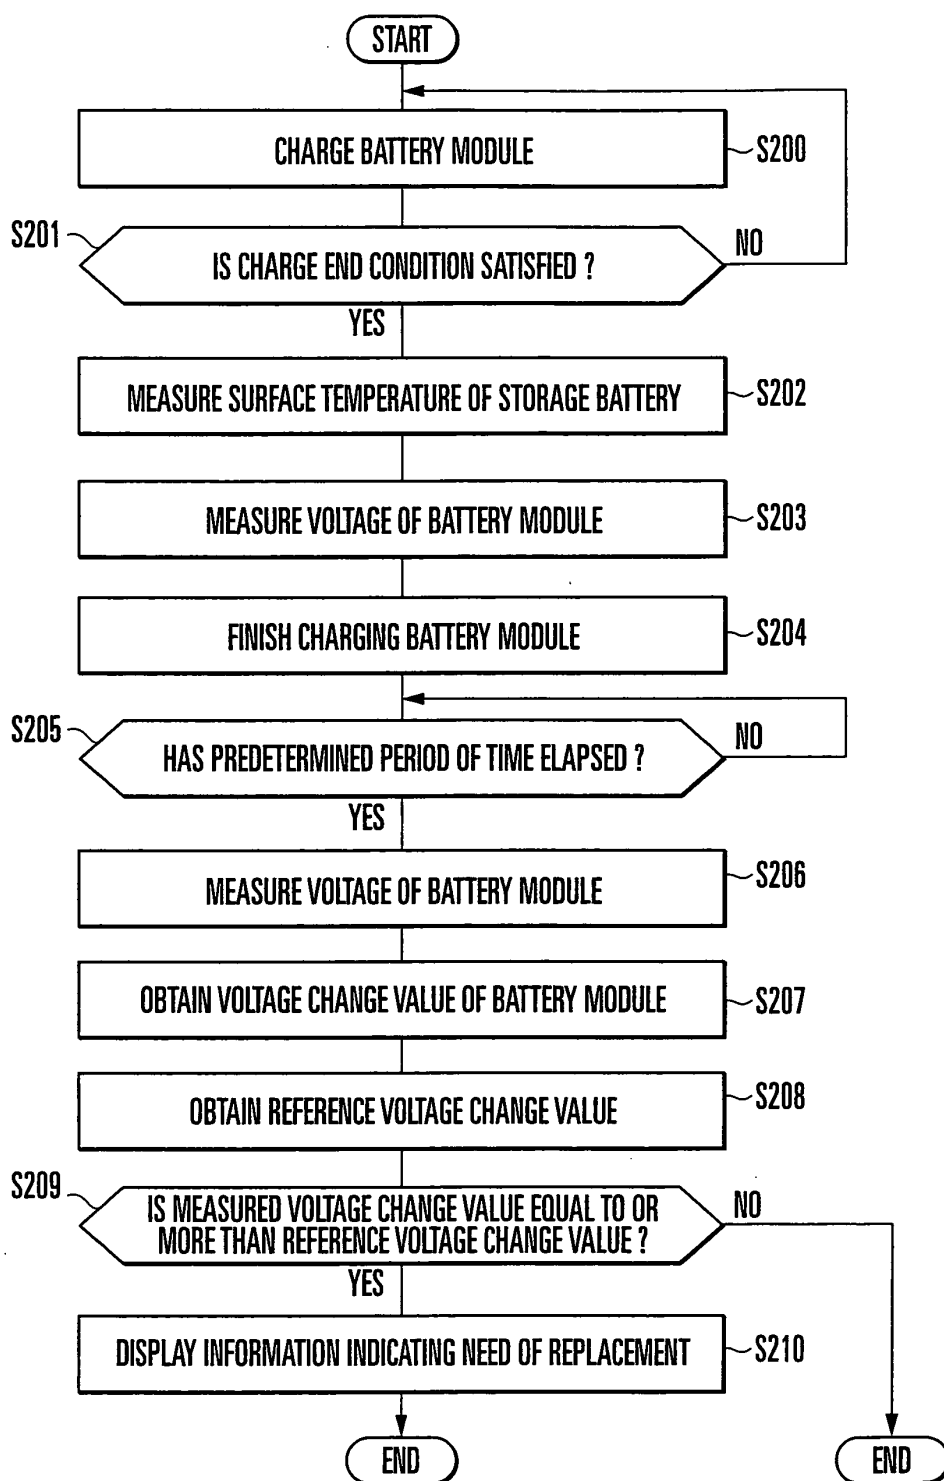 START
CHARGE BATTERY MODULE
S200
S201
IS CHARGE END CONDITION SATISFIED ?
NO
YES
MEASURE SURFACE TEMPERATURE OF STORAGE BATTERY
S202
MEASURE VOLTAGE OF BATTERY MODULE
S203
FINISH CHARGING BATTERY MODULE
S204
S205
HAS PREDETERMINED PERIOD OF TIME ELAPSED ?
NO
YES
MEASURE VOLTAGE OF BATTERY MODULE
S206
OBTAIN VOLTAGE CHANGE VALUE OF BATTERY MODULE
S207
OBTAIN REFERENCE VOLTAGE CHANGE VALUE
S208
S209
IS MEASURED VOLTAGE CHANGE VALUE EQUAL TO OR
MORE THAN REFERENCE VOLTAGE CHANGE VALUE ?
NO
YES
DISPLAY INFORMATION INDICATING NEED OF REPLACEMENT
S210
END
END